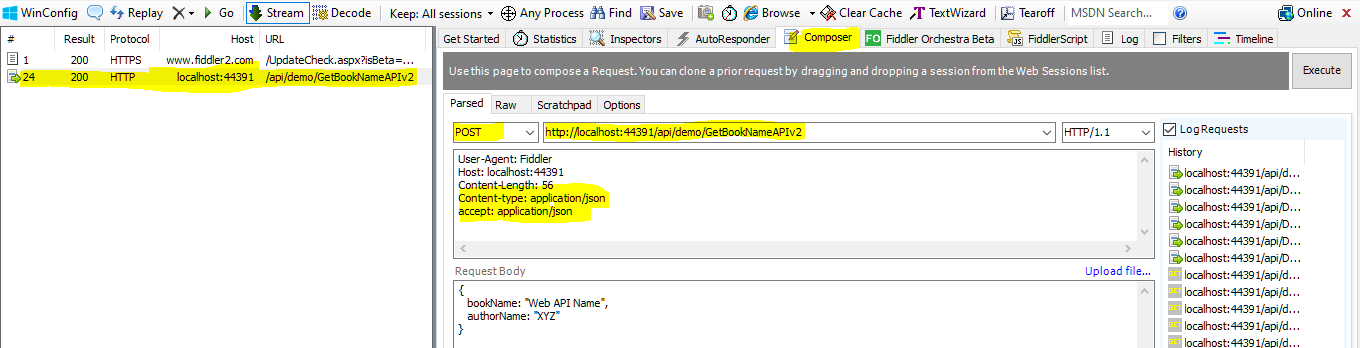 WinConfig Replay Go Stream Decode Keep: All sessions Any Process Find Save Browse Clear Cache TextWizard Tearoff MSDN Search... Online
# Result Protocol Host URL
1 200 HTTPS www.fiddler2.com /UpdateCheck.aspx?isBeta=...
24 200 HTTP localhost:44391 /api/demo/GetBookNameAPIv2
Get Started Statistics Inspectors AutoResponder Composer FO Fiddler Orchestra Beta FiddlerScript Log Filters Timeline
Use this page to compose a Request. You can clone a prior request by dragging and dropping a session from the Web Sessions list.
Execute
Parsed Raw Scratchpad Options
POST http://localhost:44391/api/demo/GetBookNameAPIv2 HTTP/1.1
User-Agent: Fiddler
Host: localhost:44391
Content-Length: 56
Content-type: application/json
accept: application/json
Request Body Upload file...
{
bookName: "Web API Name",
authorName: "XYZ"
}
Log Requests
History
localhost:44391/api/d...
localhost:44391/api/D...
localhost:44391/api/D...
localhost:44391/api/D...
localhost:44391/api/D...
localhost:44391/api/D...
GET localhost:44391/api/d...
GET localhost:44391/api/d...
GET localhost:44391/api/d...
GET localhost:44391/api/d...
GET localhost:44391/api/d...